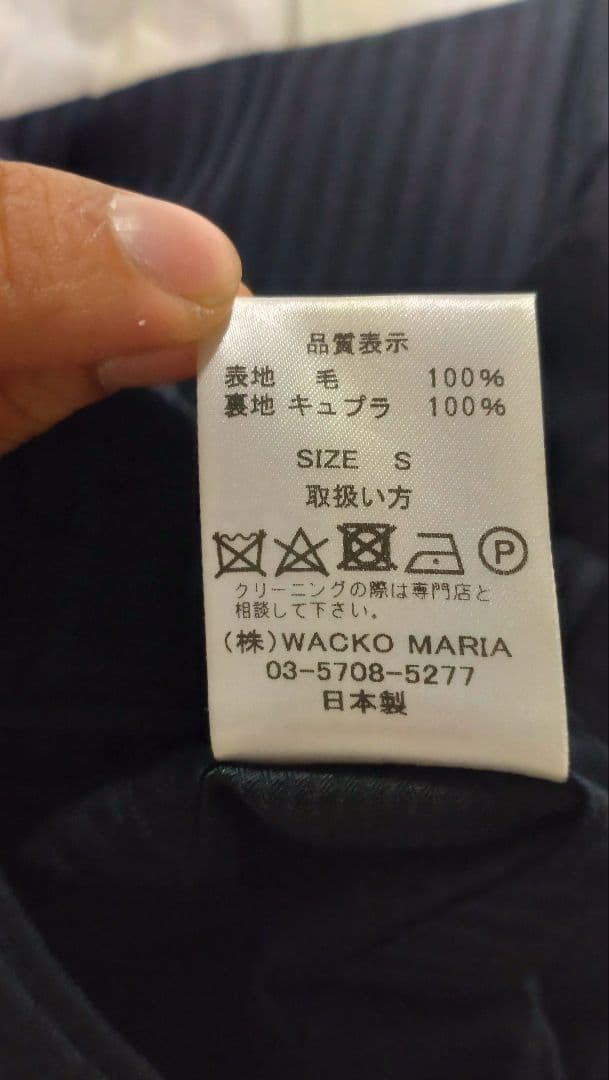 品質表示
表地 毛 100%
裏地 キュプラ 100%
SIZE S
取扱い方
P
クリーニングの際は専門店と
相談して下さい。
(株)WACKO MARIA
03-5708-5277
日本製